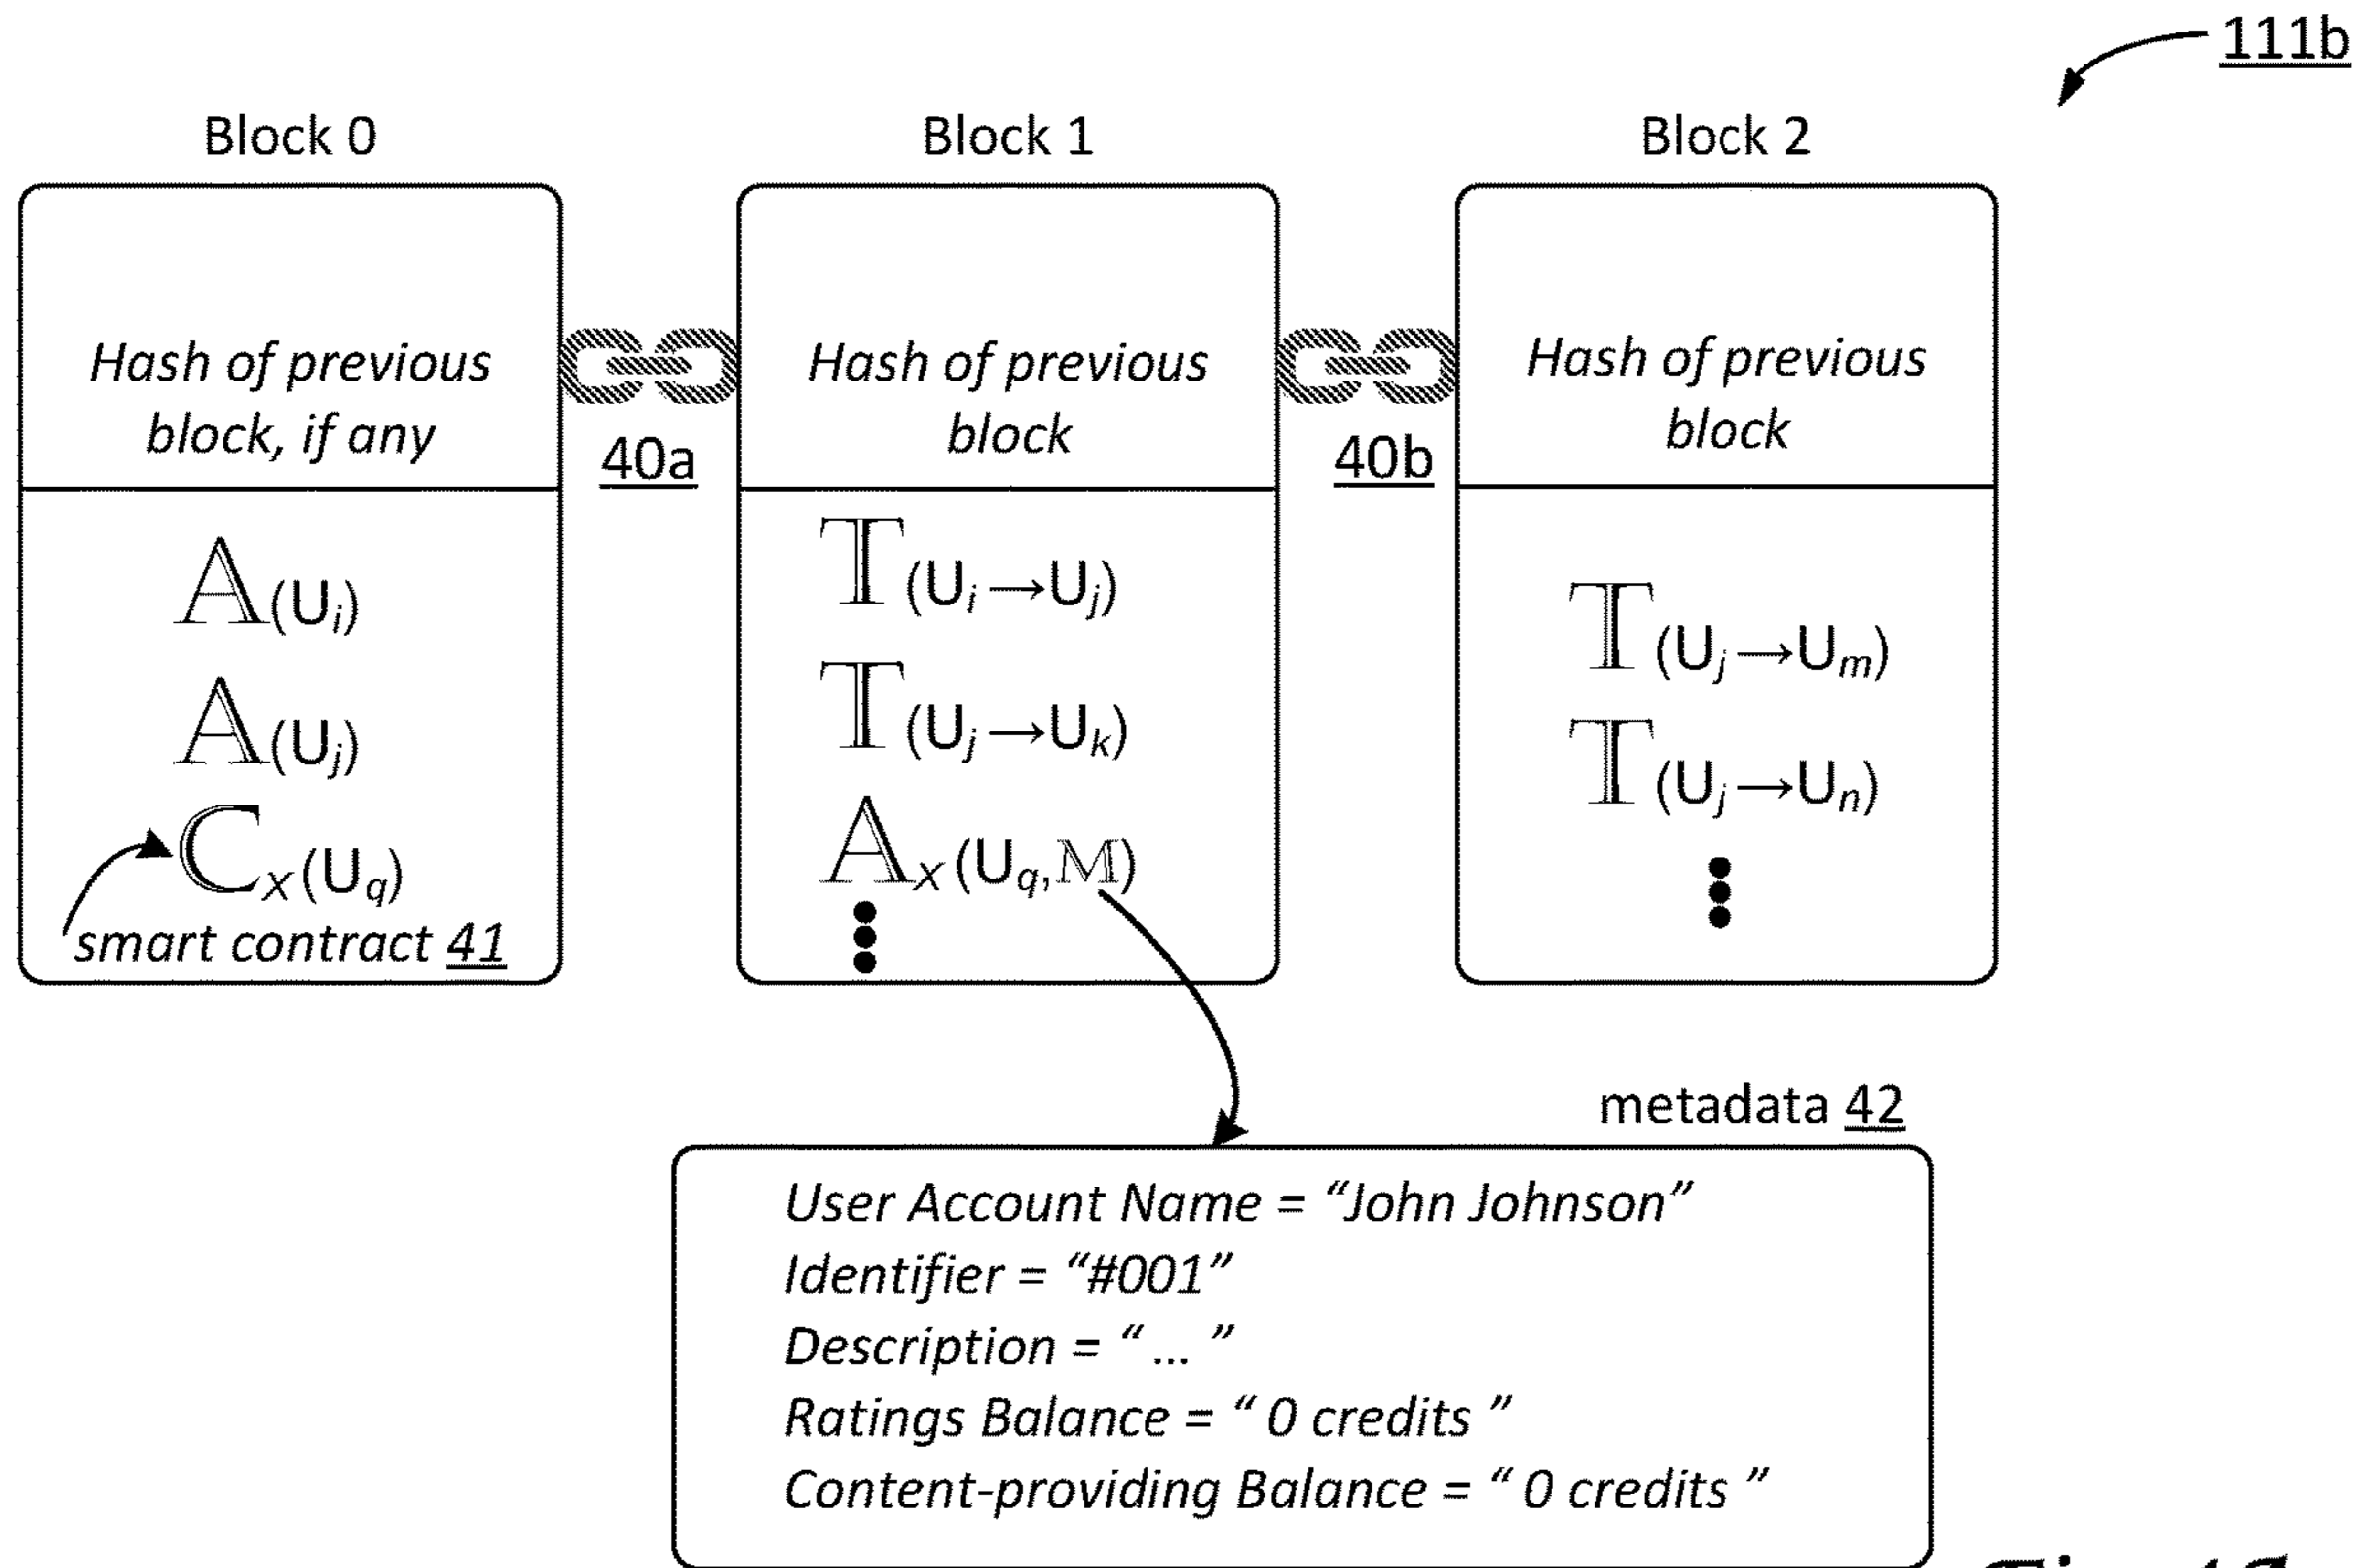 111b
Block 0
Hash of previous
block, if any
𝔸(Uᵢ)
𝔸(Uⱼ)
ℂₓ(U_q)
smart contract 41
40a
Block 1
Hash of previous
block
𝕋(Uᵢ→Uⱼ)
𝕋(Uⱼ→Uₖ)
𝔸ₓ(U_q,𝕄)
40b
Block 2
Hash of previous
block
𝕋(Uⱼ→Uₘ)
𝕋(Uⱼ→Uₙ)
metadata 42
User Account Name = “John Johnson”
Identifier = “#001”
Description = “ ... ”
Ratings Balance = “ 0 credits ”
Content-providing Balance = “ 0 credits ”